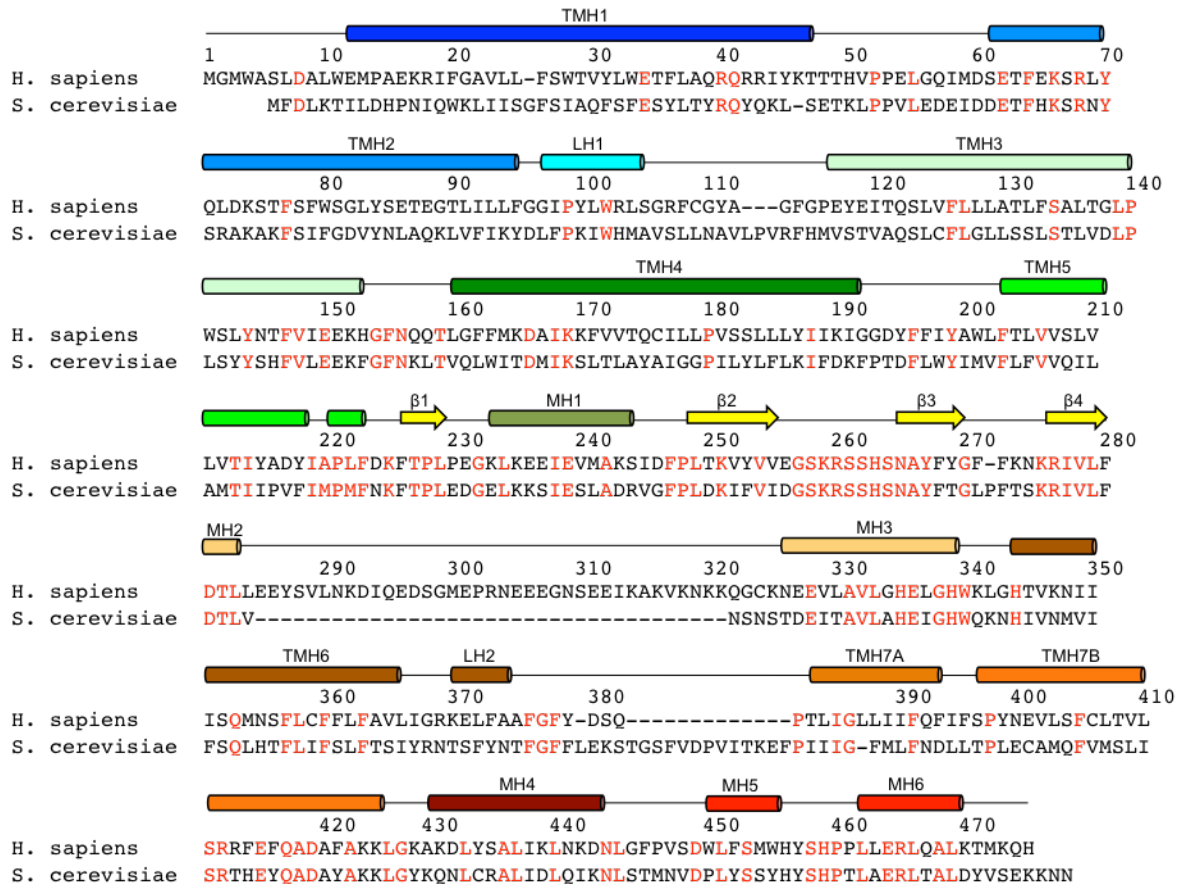 TMH1
1 10 20 30 40 50 60 70
H. sapiens MGMWASLDALWEMPAEKRIFGAVLL-FSWTVYLWETFLAQRQRRIYKTTTHVPPELGQIMDSETFEKSRLY
S. cerevisiae MFDLKTILDHPNIQWKLIISGFSIAQFSFESYLTYRQYQKL-SETKLPPVLEDEIDDETFHKSRNY
TMH2 LH1 TMH3
80 90 100 110 120 130 140
H. sapiens QLDKSTFSFWSGLYSETEGTLILLFGGIPYLWRLSGRFCGYA---GFGPEYEITQSLVFLLLATLFSALTGLP
S. cerevisiae SRAKAKFSIFGDVYNLAQKLVFIKYDLFPKIWHMAVSLLNAVLPVRFHMVSTVAQSLCFLGLLSSLSTLVDLP
TMH4 TMH5
150 160 170 180 190 200 210
H. sapiens WSLYNTFVIEEKHGFNQQTLGFFMKDAIKKFVVTQCILLPVSSLLLYIIKIGGDYFFIYAWLFTLVVSLV
S. cerevisiae LSYYSHFVLEEKFGFNKLTVQLWITDMIKSLTLAYAIGGPILYLFLKIFDKFPTDFLWYIMVFLFVVQIL
β1 MH1 β2 β3 β4
220 230 240 250 260 270 280
H. sapiens LVTIYADYIAPLFDKFTPLPEGKLKEEIEVMAKSIDFPLTKVYVVEGSKRSSHSNAYFYGF-FKNKRIVLF
S. cerevisiae AMTIIPVFIMPMFNKFTPLEDGELKKSIESLADRVGFPLDKIFVIDGSKRSSHSNAYFTGLPFTSKRIVLF
MH2 MH3
290 300 310 320 330 340 350
H. sapiens DTLLEEYSVLNKDIQEDSGMEPRNEEEGNSEEIKAKVKNKKQGCKNEEVLAVLGHELGHWKLGHTVKNII
S. cerevisiae DTLV-------------------------------------NSNSTDEITAVLAHEIGHWQKNHIVNMVI
TMH6 LH2 TMH7A TMH7B
360 370 380 390 400 410
H. sapiens ISQMNSFLCFFLFAVLIGRKELFAAFGFY-DSQ-------------PTLIGLLIIFQFIFSPYNEVLSFCLTVL
S. cerevisiae FSQLHTFLIFSLFTSIYRNTSFYNTFGFFLEKSTGSFVDPVITKEFPIIIG-FMLFNDLLTPLECAMQFVMSLI
MH4 MH5 MH6
420 430 440 450 460 470
H. sapiens SRRFEFQADAFAKKLGKAKDLYSALIKLNKDNLGFPVSDWLFSMWHYSHPPLLERLQALKTMKQH
S. cerevisiae SRTHEYQADAYAKKLGYKQNLCRALIDLQIKNLSTMNVDPLYSSYHYSHPTLAERLTALDYVSEKKNN